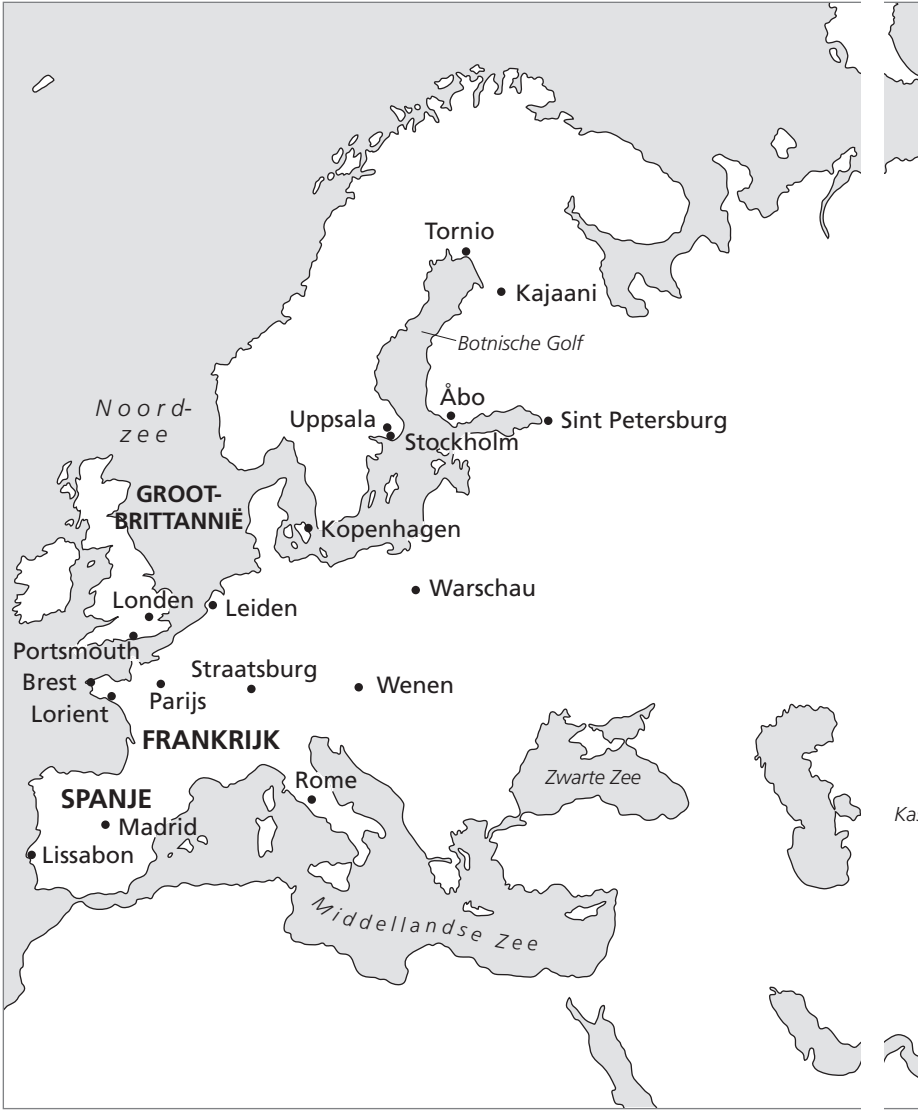 Tornio
Kajaani
Botnische Golf
Noord-
zee
Åbo
Uppsala
Sint Petersburg
Stockholm
GROOT-
BRITTANNIË
Kopenhagen
Warschau
Londen
Leiden
Portsmouth
Straatsburg
Brest
Wenen
Parijs
Lorient
FRANKRIJK
Rome
Zwarte Zee
SPANJE
Madrid
Lissabon
Middellandse Zee